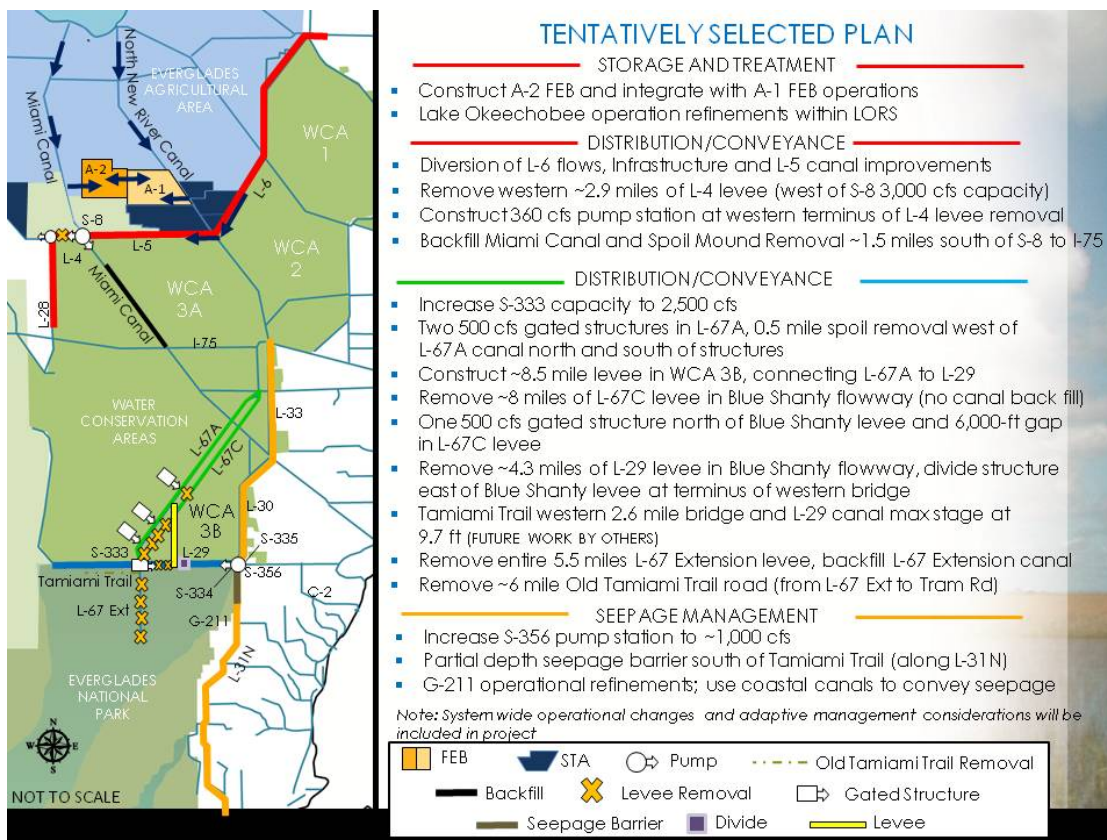 TENTATIVELY SELECTED PLAN
STORAGE AND TREATMENT
▪ Construct A-2 FEB and integrate with A-1 FEB operations
▪ Lake Okeechobee operation refinements within LORS
DISTRIBUTION/CONVEYANCE
▪ Diversion of L-6 flows, Infrastructure and L-5 canal improvements
▪ Remove western ~2.9 miles of L-4 levee (west of S-8 3,000 cfs capacity)
▪ Construct 360 cfs pump station at western terminus of L-4 levee removal
▪ Backfill Miami Canal and Spoil Mound Removal ~1.5 miles south of S-8 to I-75
DISTRIBUTION/CONVEYANCE
▪ Increase S-333 capacity to 2,500 cfs
▪ Two 500 cfs gated structures in L-67A, 0.5 mile spoil removal west of
L-67A canal north and south of structures
▪ Construct ~8.5 mile levee in WCA 3B, connecting L-67A to L-29
▪ Remove ~8 miles of L-67C levee in Blue Shanty flowway (no canal back fill)
▪ One 500 cfs gated structure north of Blue Shanty levee and 6,000-ft gap
in L-67C levee
▪ Remove ~4.3 miles of L-29 levee in Blue Shanty flowway, divide structure
east of Blue Shanty levee at terminus of western bridge
▪ Tamiami Trail western 2.6 mile bridge and L-29 canal max stage at
9.7 ft (FUTURE WORK BY OTHERS)
▪ Remove entire 5.5 miles L-67 Extension levee, backfill L-67 Extension canal
▪ Remove ~6 mile Old Tamiami Trail road (from L-67 Ext to Tram Rd)
SEEPAGE MANAGEMENT
▪ Increase S-356 pump station to ~1,000 cfs
▪ Partial depth seepage barrier south of Tamiami Trail (along L-31N)
▪ G-211 operational refinements; use coastal canals to convey seepage
Note: System wide operational changes and adaptive management considerations will be
included in project
FEB
STA
Pump
Old Tamiami Trail Removal
Backfill
Levee Removal
Gated Structure
Seepage Barrier
Divide
Levee
North New River Canal
EVERGLADES
AGRICULTURAL
AREA
Miami Canal
WCA
1
A-2
A-1
L-6
S-8
L-5
L-4
WCA
2
Miami Canal
WCA
3A
L-28
I-75
L-33
WATER
CONSERVATION
AREAS
L-67A
L-67C
L-30
WCA
3B
S-335
S-333
L-29
Tamiami Trail
S-356
S-334
C-2
L-67 Ext
G-211
L-31N
EVERGLADES
NATIONAL
PARK
N
W E
S
NOT TO SCALE